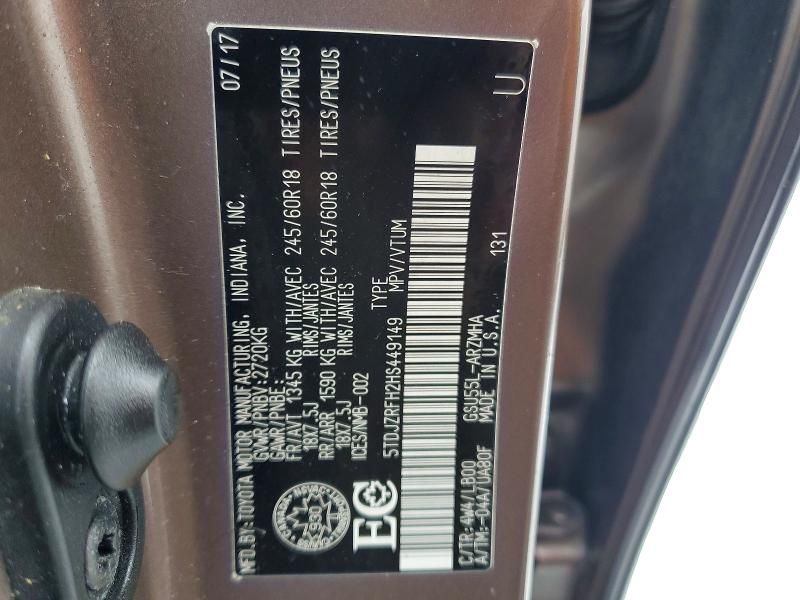 MFD.BY:TOYOTA MOTOR MANUFACTURING, INDIANA, INC. 07/17
GVWR/PNBV:2720KG
GAWR/PNBE:
FR/AVT 1345 KG WITH/AVEC 245/60R18 TIRES/PNEUS
18X7.5J RIMS/JANTES
RR/ARR 1590 KG WITH/AVEC 245/60R18 TIRES/PNEUS
18X7.5J RIMS/JANTES
ICES/NMB-002 TYPE
5TDJZRFH2HS449149 MPV/VTUM
930
EC
C/TR:4W4/LB00 GSU55L-ARZMHA 131 U
A/TM:-04A/UA80F MADE IN U.S.A.